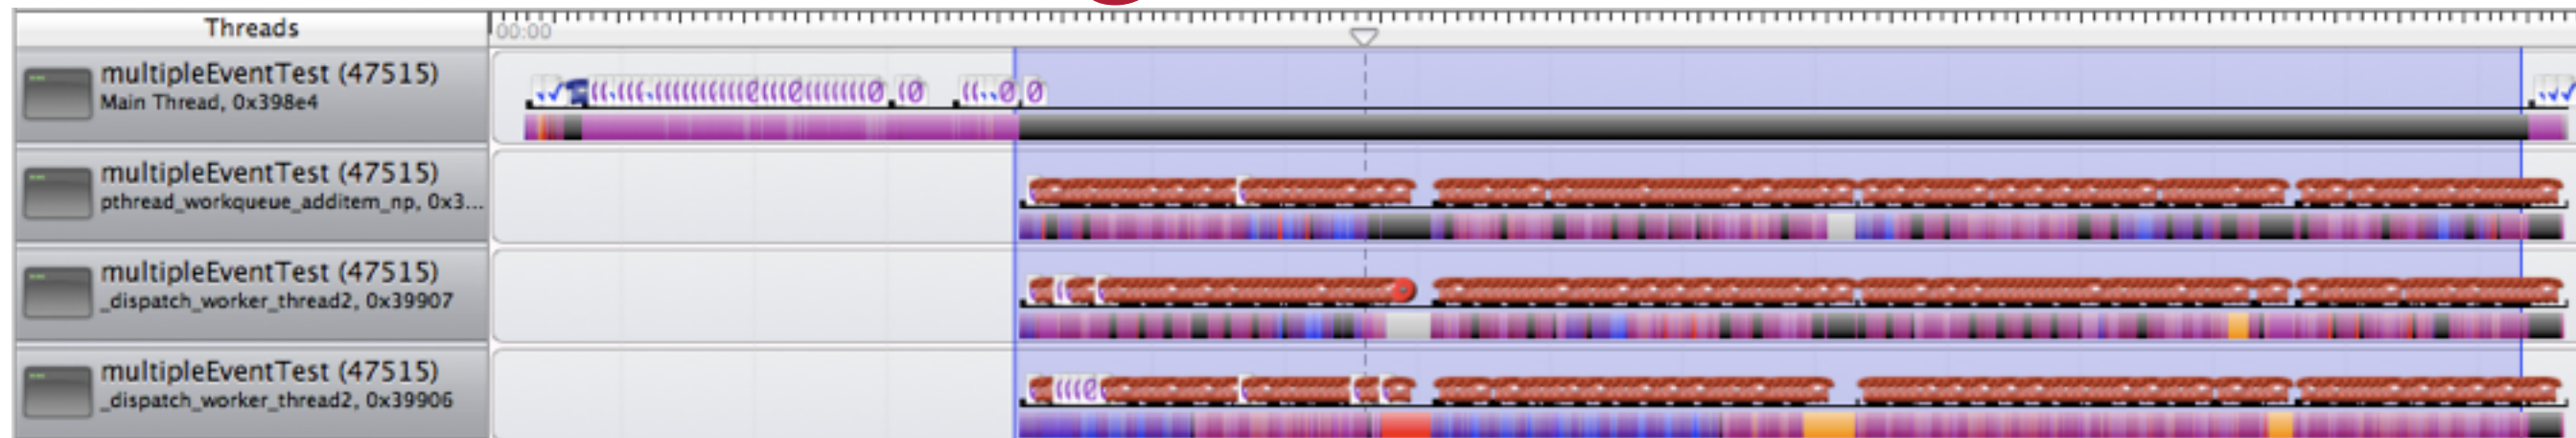 Threads
00:00
multipleEventTest (47515)
Main Thread, 0x398e4
multipleEventTest (47515)
pthread_workqueue_additem_np, 0x3...
multipleEventTest (47515)
_dispatch_worker_thread2, 0x39907
multipleEventTest (47515)
_dispatch_worker_thread2, 0x39906